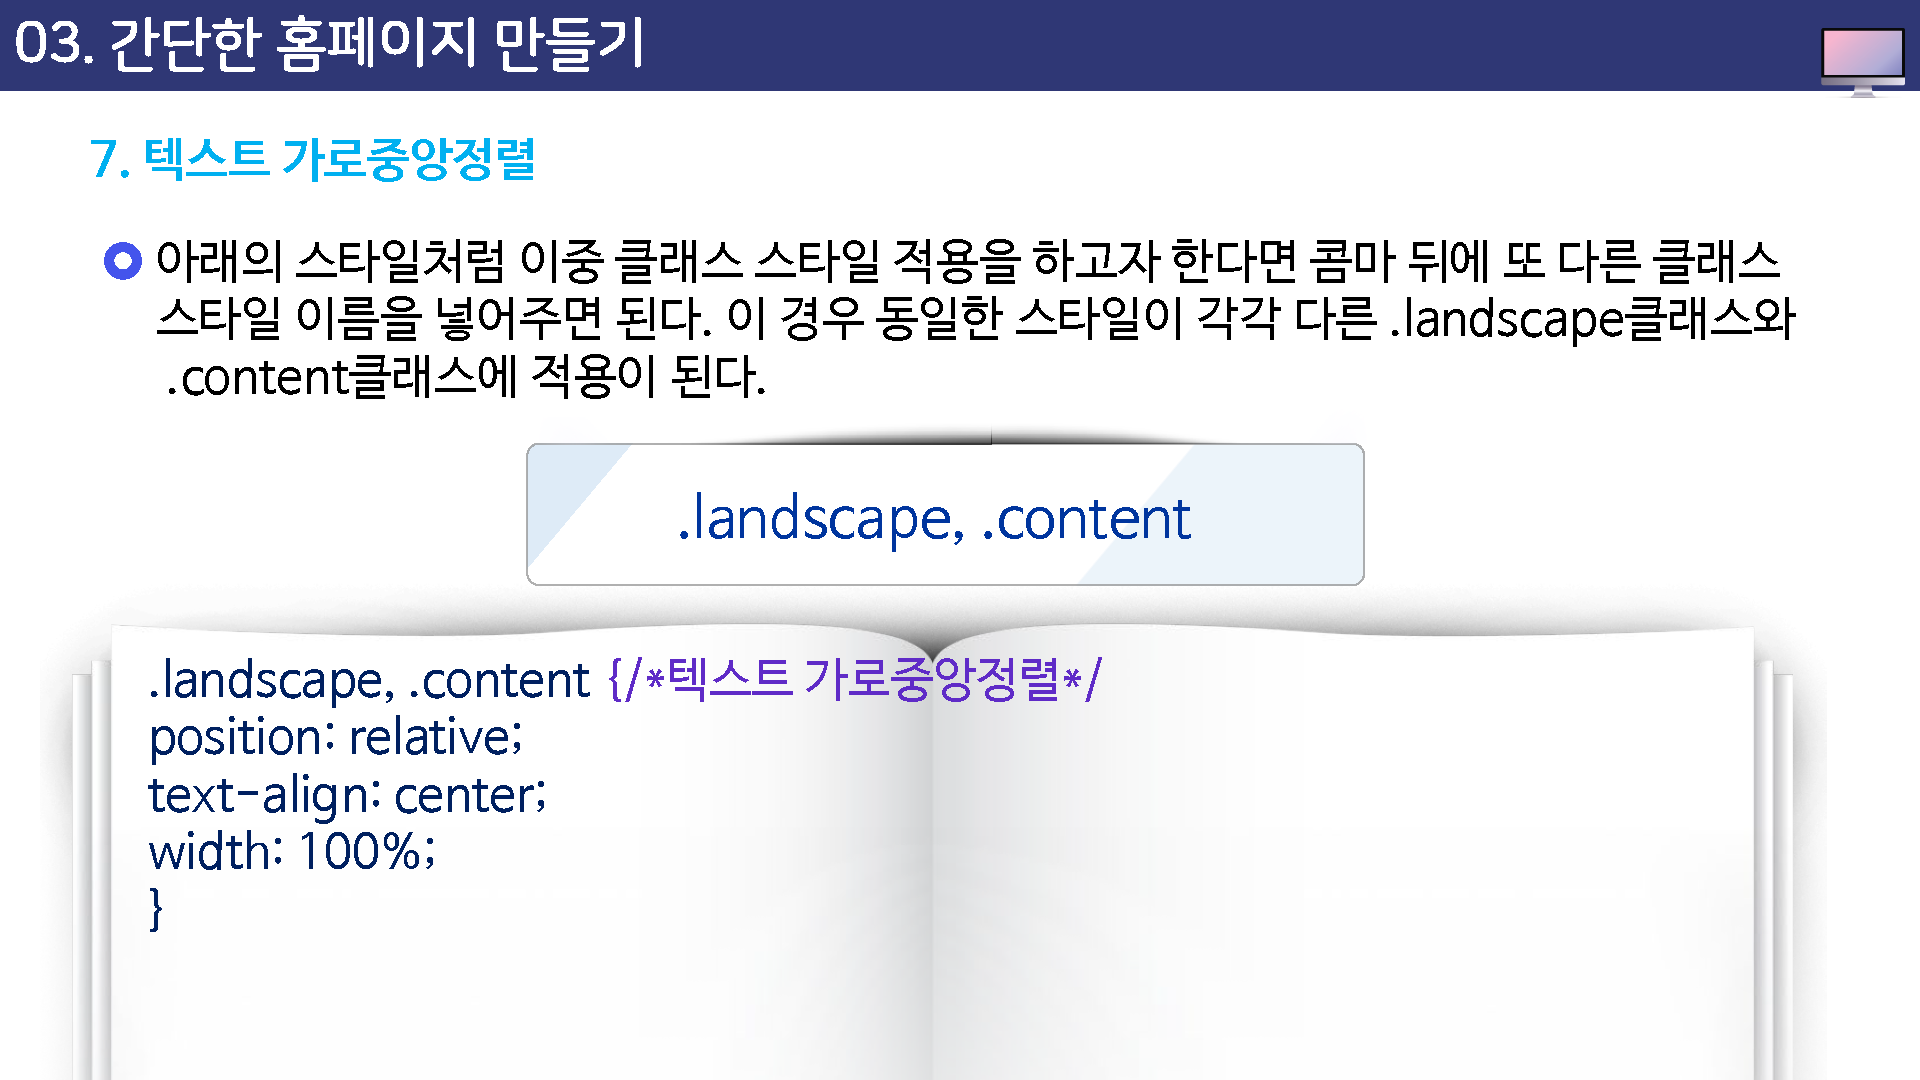 03. 간단한 홈페이지 만들기
7. 텍스트 가로중앙정렬
아래의 스타일처럼 이중 클래스 스타일 적용을 하고자 한다면 콤마 뒤에 또 다른 클래스
스타일 이름을 넣어주면 된다. 이 경우 동일한 스타일이 각각 다른 .landscape클래스와
.content클래스에 적용이 된다.
.landscape, .content
.landscape, .content {/*텍스트 가로중앙정렬*/
position: relative;
text-align: center;
width: 100%;
}